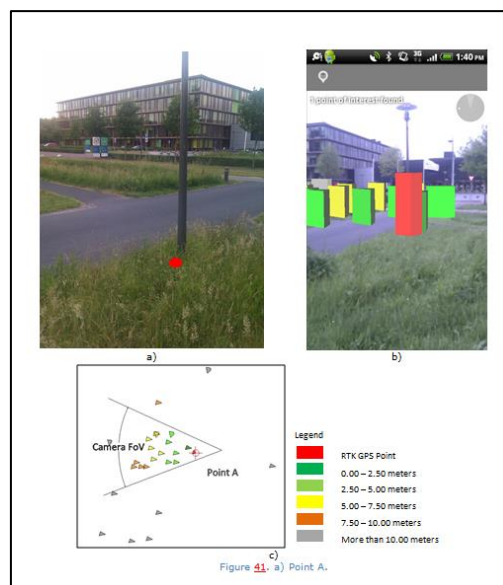 3G
1:40 PM
1 point of interest found
a)
b)
Camera FoV
Point A
c)
Legend
RTK GPS Point
0.00 – 2.50 meters
2.50 – 5.00 meters
5.00 – 7.50 meters
7.50 – 10.00 meters
More than 10.00 meters
Figure 41. a) Point A.